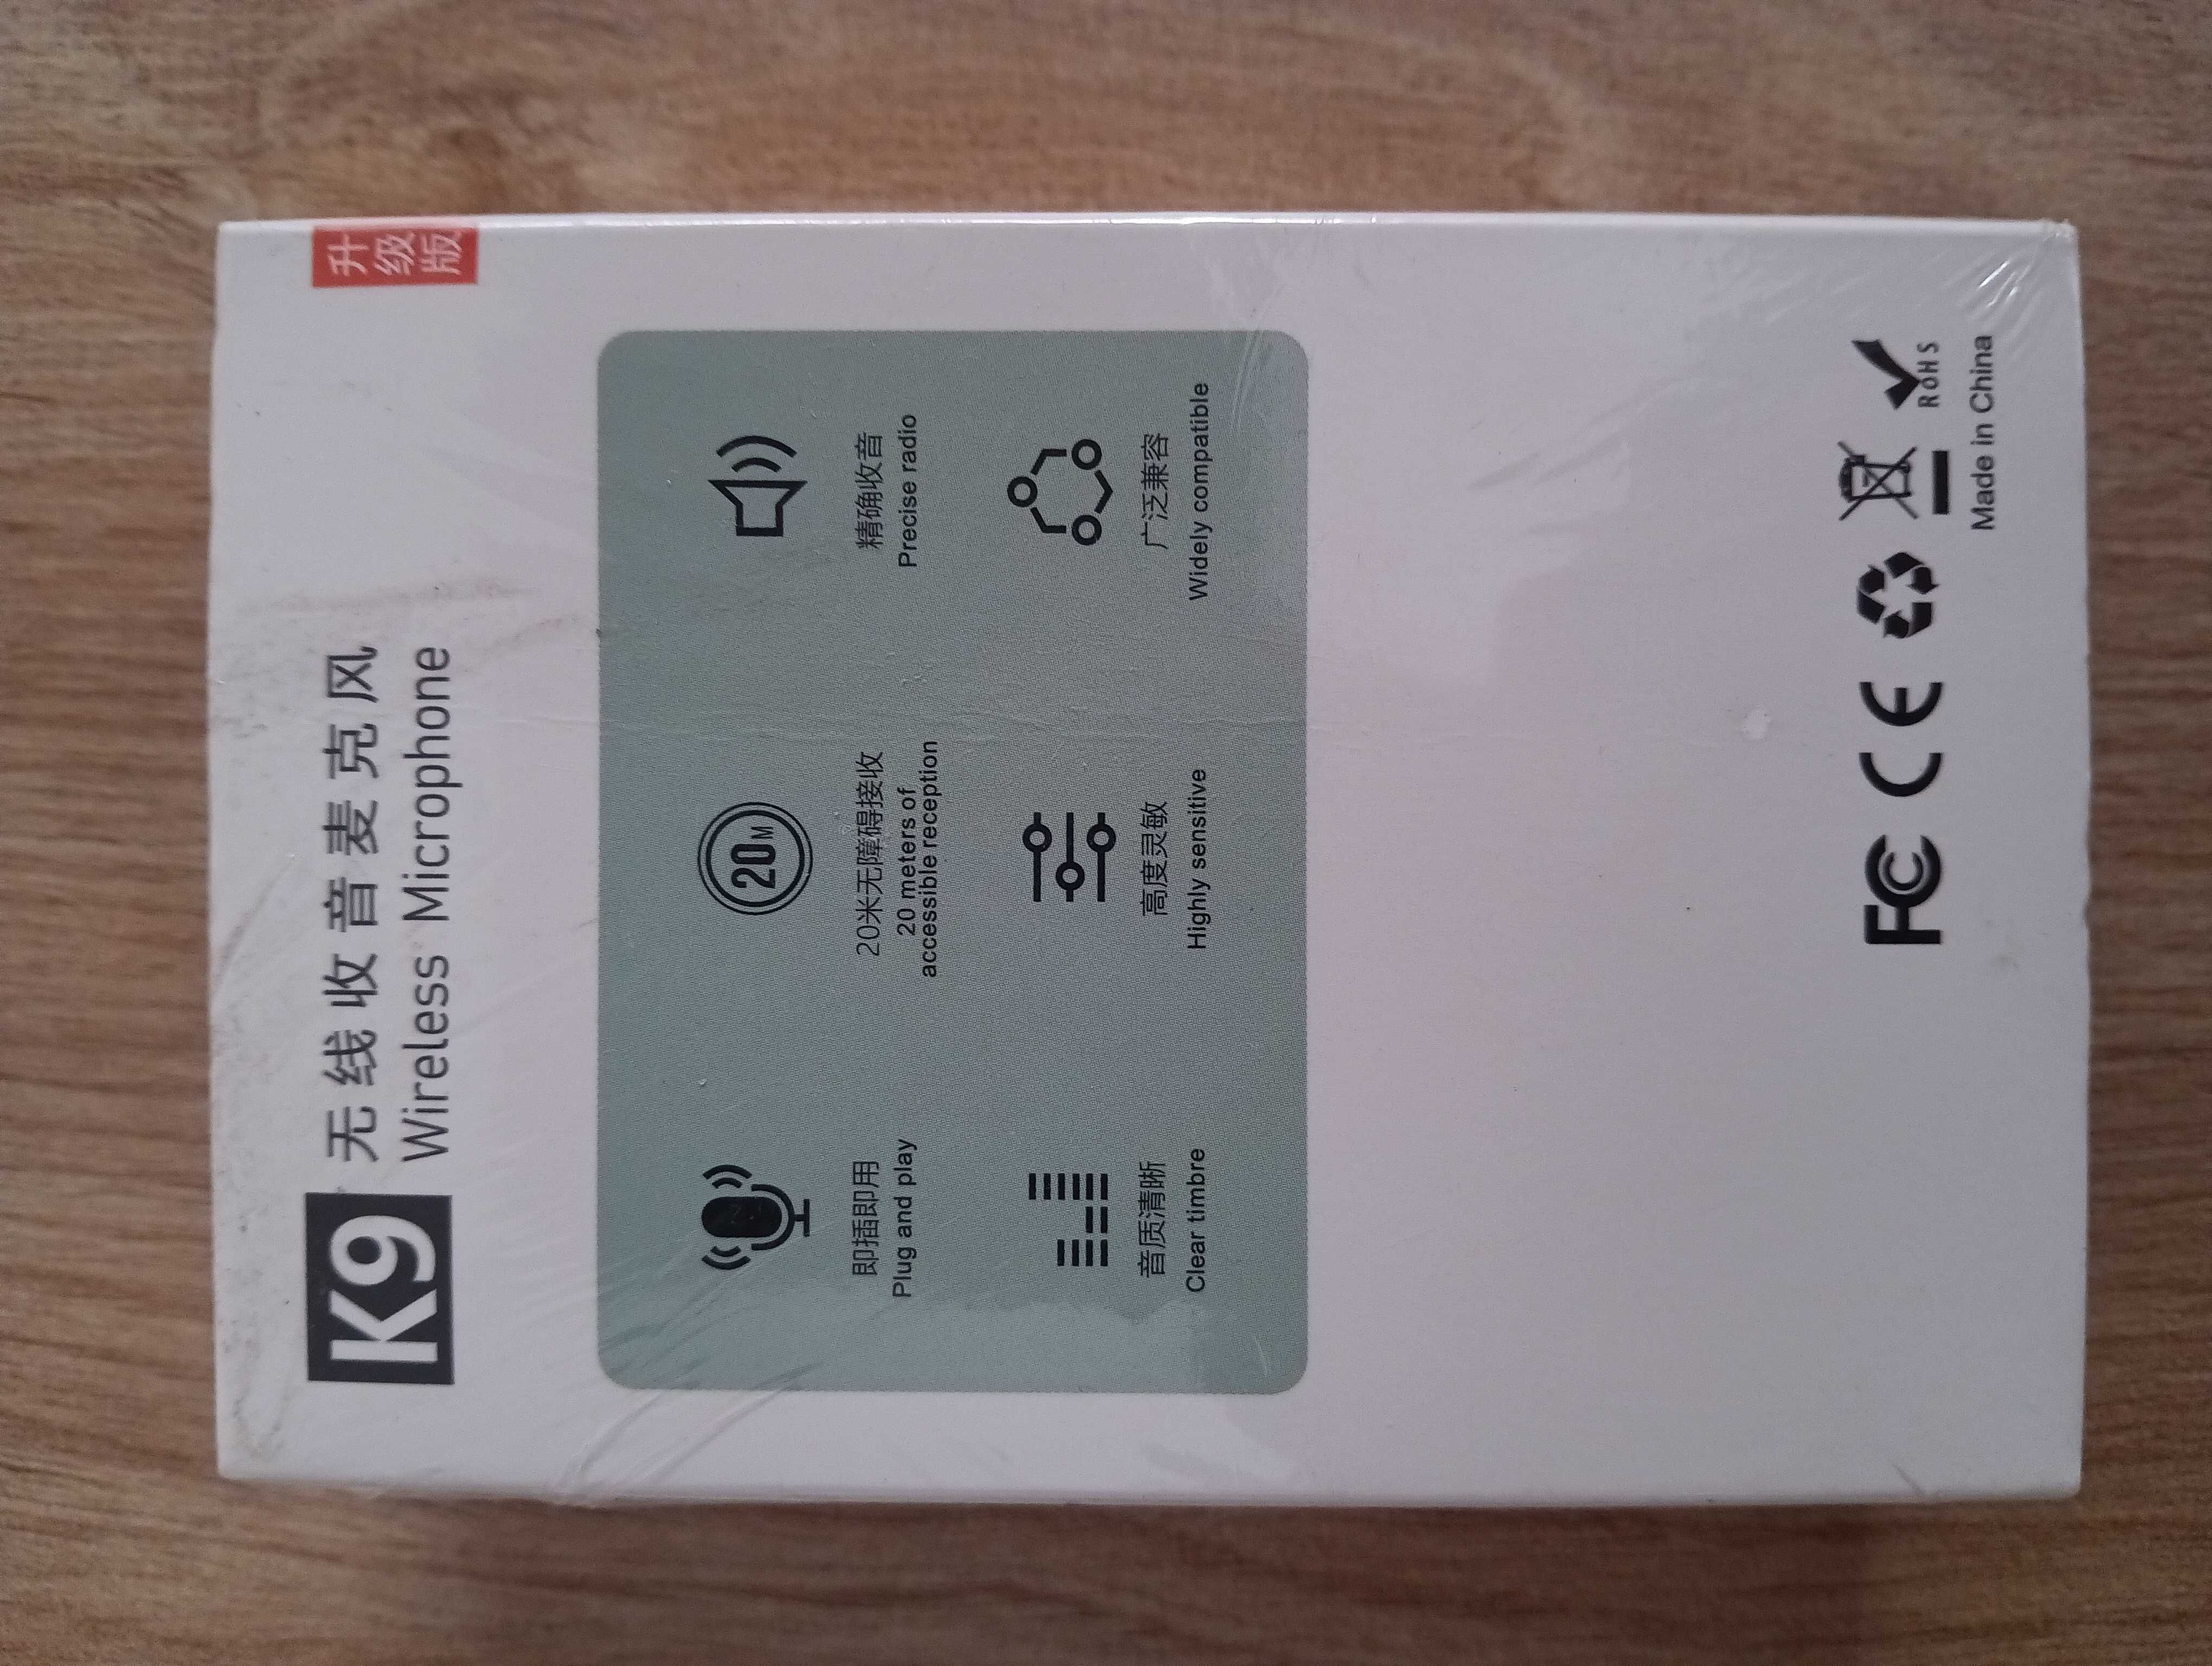 K9
无线收音麦克风
Wireless Microphone
升级版
即插即用
Plug and play
20M
20米无障碍接收
20 meters of
accessible reception
精确收音
Precise radio
音质清晰
Clear timbre
高度灵敏
Highly sensitive
广泛兼容
Widely compatible
FC CE ROHS
Made in China